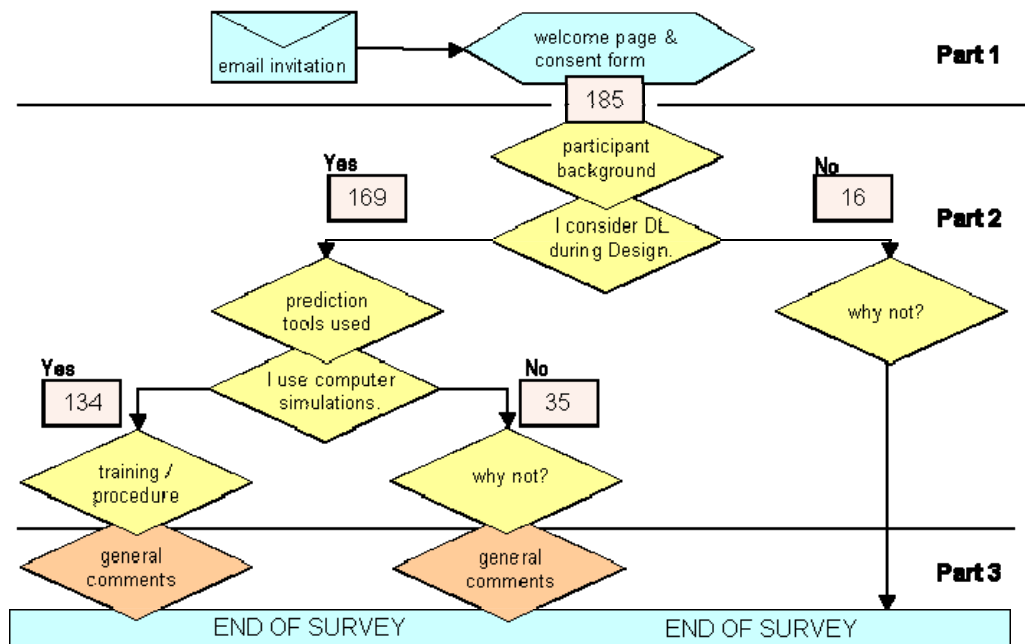 email invitation
welcome page &
consent form
Part 1
185
participant
background
Yes
169
No
16
Part 2
I consider DL
during Design.
prediction
tools used
why not?
Yes
134
I use computer
simulations.
No
35
training /
procedure
why not?
general
comments
general
comments
Part 3
END OF SURVEY
END OF SURVEY